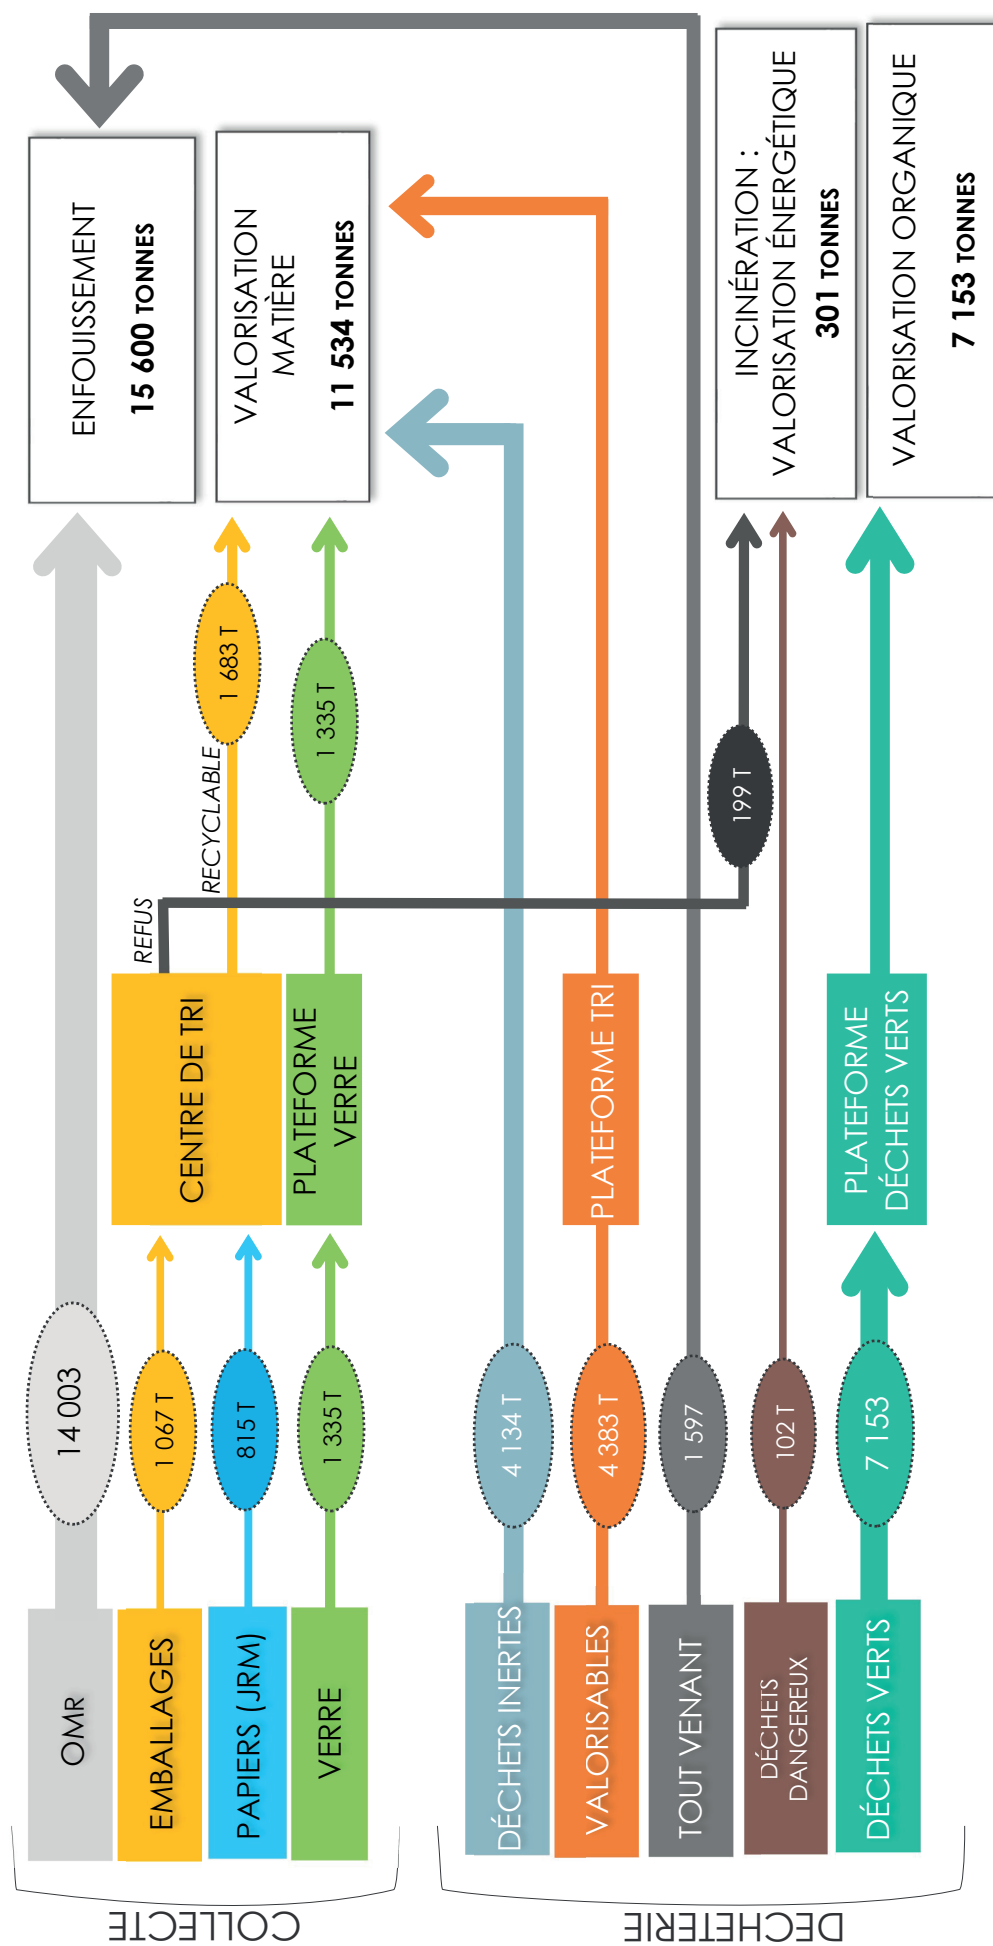 COLLECTE
OMR
14 003
ENFOUISSEMENT
15 600 TONNES
EMBALLAGES
1 067 T
CENTRE DE TRI
REFUS
RECYCLABLE
1 683 T
VALORISATION
MATIÈRE
11 534 TONNES
PAPIERS (JRM)
815 T
VERRE
1 335 T
PLATEFORME
VERRE
1 335 T
DECHETERIE
DÉCHETS INERTES
4 134 T
VALORISABLES
4 383 T
PLATEFORME TRI
TOUT VENANT
1 597
199 T
INCINÉRATION :
VALORISATION ÉNERGÉTIQUE
301 TONNES
DÉCHETS
DANGEREUX
102 T
DÉCHETS VERTS
7 153
PLATEFORME
DÉCHETS VERTS
VALORISATION ORGANIQUE
7 153 TONNES